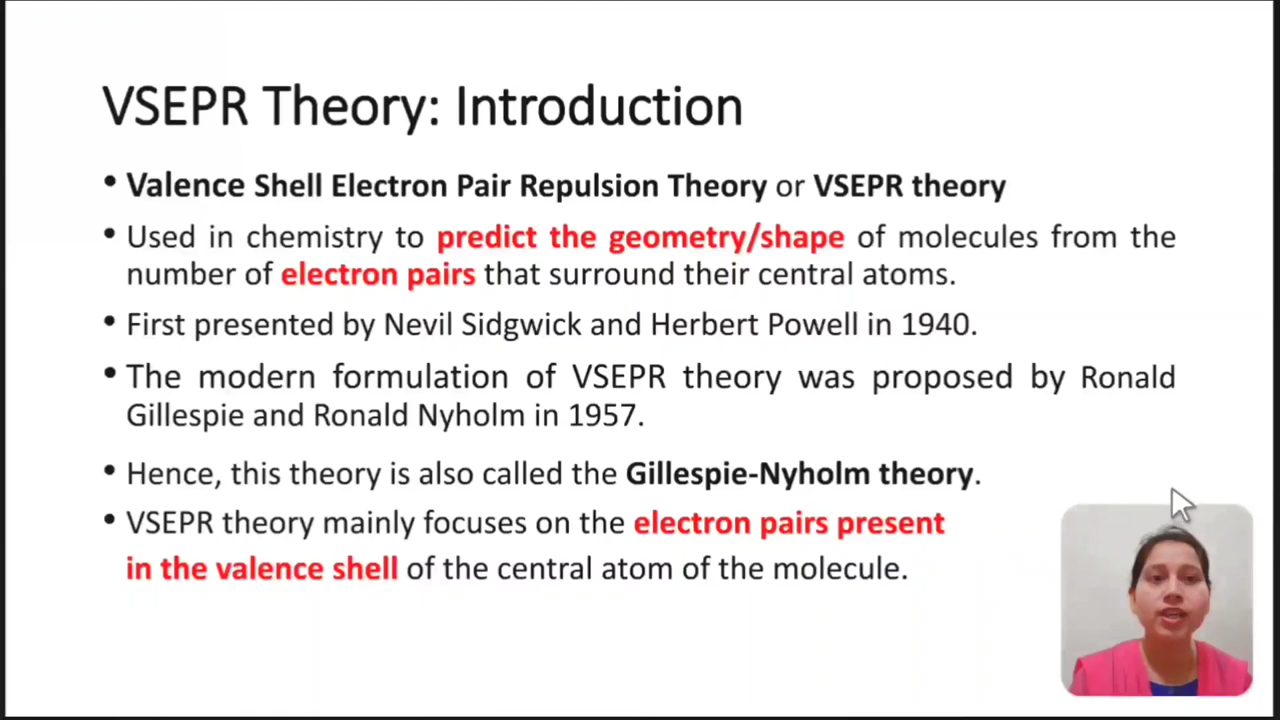 VSEPR Theory: Introduction
• Valence Shell Electron Pair Repulsion Theory or VSEPR theory
• Used in chemistry to predict the geometry/shape of molecules from the
number of electron pairs that surround their central atoms.
• First presented by Nevil Sidgwick and Herbert Powell in 1940.
• The modern formulation of VSEPR theory was proposed by Ronald
Gillespie and Ronald Nyholm in 1957.
• Hence, this theory is also called the Gillespie-Nyholm theory.
• VSEPR theory mainly focuses on the electron pairs present
in the valence shell of the central atom of the molecule.